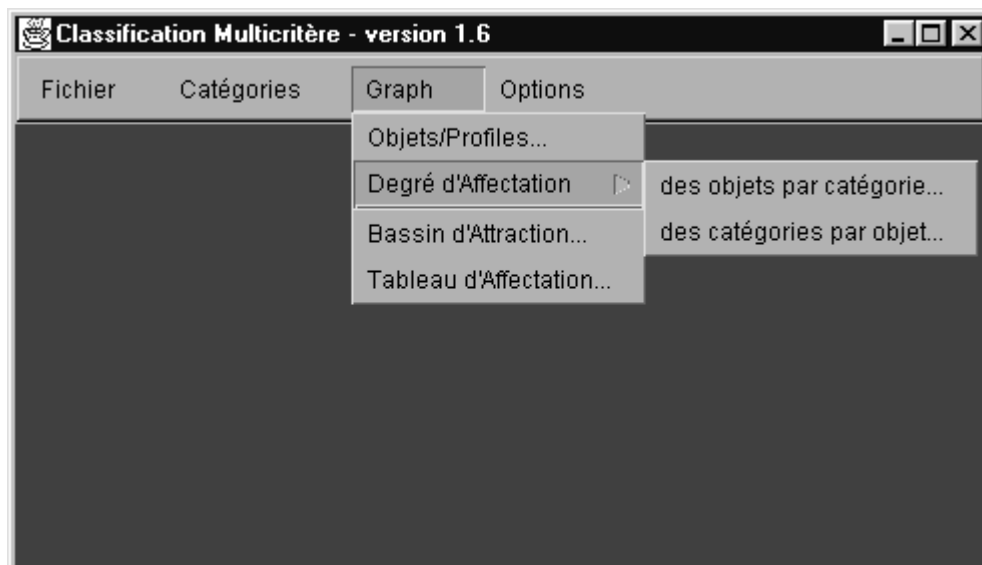 Classification Multicritère - version 1.6
Fichier Catégories Graph Options
Objets/Profiles...
Degré d'Affectation
des objets par catégorie...
des catégories par objet...
Bassin d'Attraction...
Tableau d'Affectation...